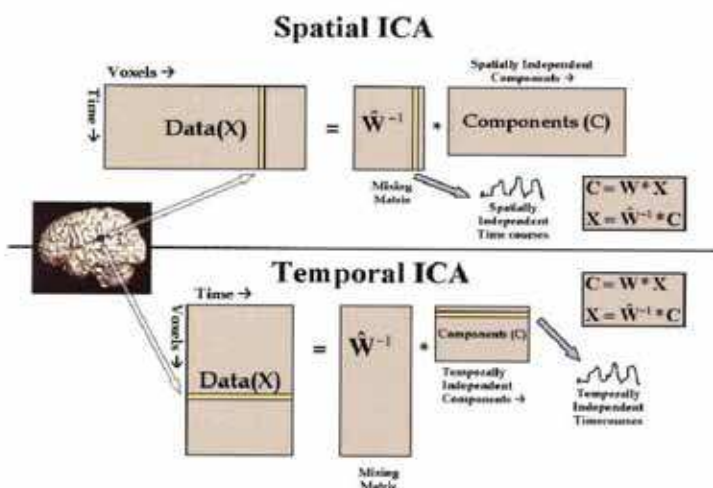 Spatial ICA
Voxels →
Time →
Data(X)
=
Ŵ⁻¹
*
Spatially Independent
Components →
Components (C)
Mixing
Matrix
Spatially
Independent
Time courses
C = W * X
X = Ŵ⁻¹ * C
Temporal ICA
Time →
Voxels →
Data(X)
=
Ŵ⁻¹
*
Components (C)
Temporally
Independent
Components →
Mixing
Matrix
Temporally
Independent
Timecourses
C = W * X
X = Ŵ⁻¹ * C